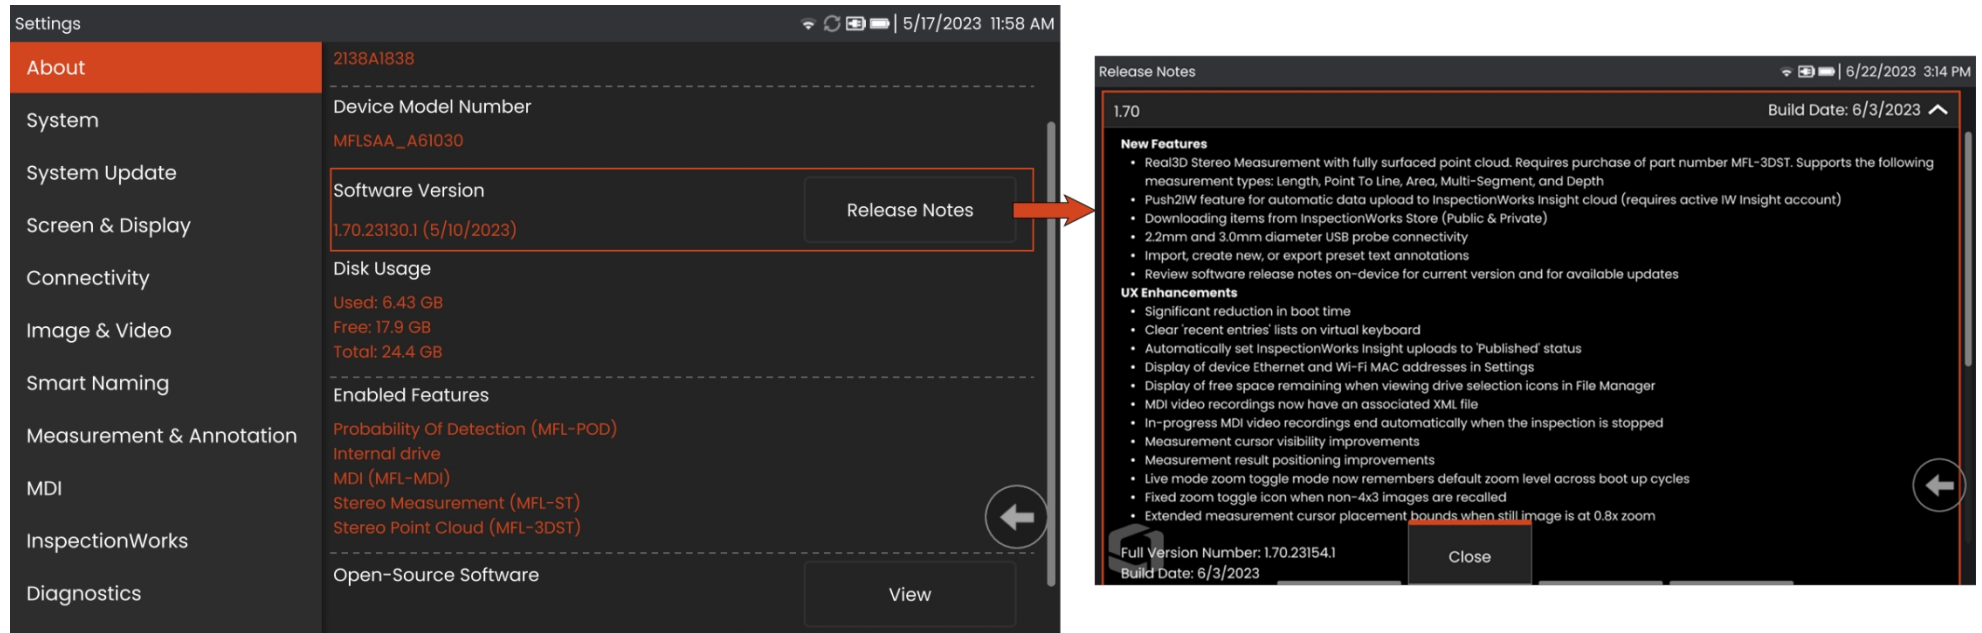 Settings
5/17/2023 11:58 AM
About
System
System Update
Screen & Display
Connectivity
Image & Video
Smart Naming
Measurement & Annotation
MDI
InspectionWorks
Diagnostics
2138A1838
Device Model Number
MFLSAA_A61030
Software Version
1.70.23130.1 (5/10/2023)
Release Notes
Disk Usage
Used: 6.43 GB
Free: 17.9 GB
Total: 24.4 GB
Enabled Features
Probability Of Detection (MFL-POD)
Internal drive
MDI (MFL-MDI)
Stereo Measurement (MFL-ST)
Stereo Point Cloud (MFL-3DST)
Open-Source Software
View
Release Notes
6/22/2023 3:14 PM
1.70
Build Date: 6/3/2023
New Features
• Real3D Stereo Measurement with fully surfaced point cloud. Requires purchase of part number MFL-3DST. Supports the following
measurement types: Length, Point To Line, Area, Multi-Segment, and Depth
• Push2IW feature for automatic data upload to InspectionWorks Insight cloud (requires active IW Insight account)
• Downloading items from InspectionWorks Store (Public & Private)
• 2.2mm and 3.0mm diameter USB probe connectivity
• Import, create new, or export preset text annotations
• Review software release notes on-device for current version and for available updates
UX Enhancements
• Significant reduction in boot time
• Clear 'recent entries' lists on virtual keyboard
• Automatically set InspectionWorks Insight uploads to 'Published' status
• Display of device Ethernet and Wi-Fi MAC addresses in Settings
• Display of free space remaining when viewing drive selection icons in File Manager
• MDI video recordings now have an associated XML file
• In-progress MDI video recordings end automatically when the inspection is stopped
• Measurement cursor visibility improvements
• Measurement result positioning improvements
• Live mode zoom toggle mode now remembers default zoom level across boot up cycles
• Fixed zoom toggle icon when non-4x3 images are recalled
• Extended measurement cursor placement bounds when still image is at 0.8x zoom
Full Version Number: 1.70.23154.1
Build Date: 6/3/2023
Close